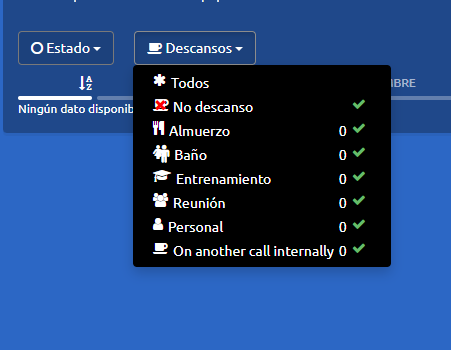 Estado
Descansos
A
Z
MBRE
Ningún dato disponib
Todos
No descanso
Almuerzo 0
Baño 0
Entrenamiento 0
Reunión 0
Personal 0
On another call internally 0